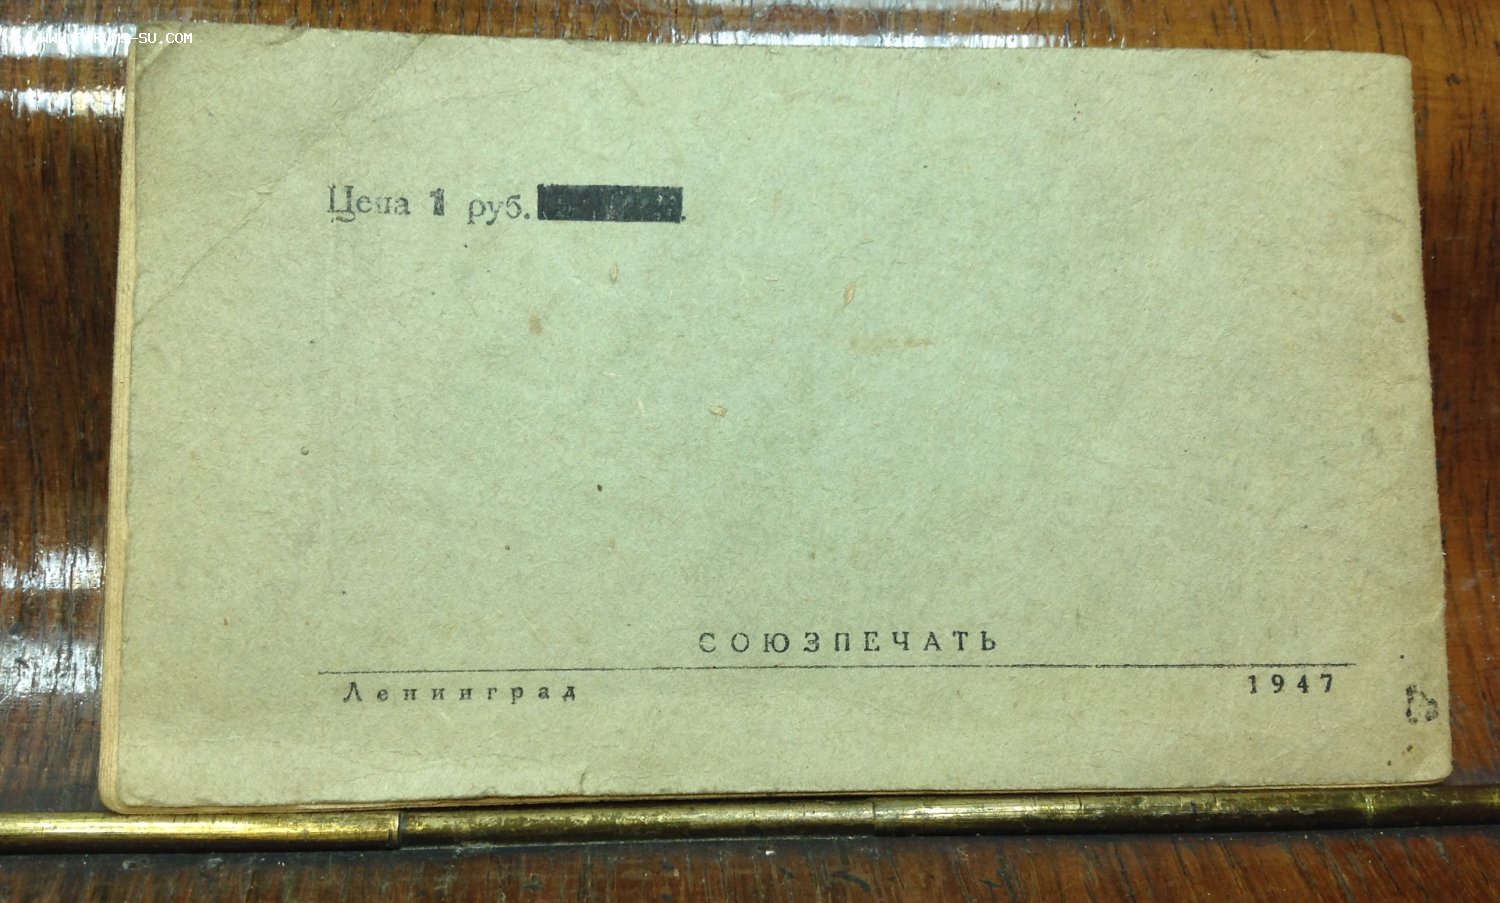 Цена 1 руб.
СОЮЗПЕЧАТЬ
Ленинград 1947